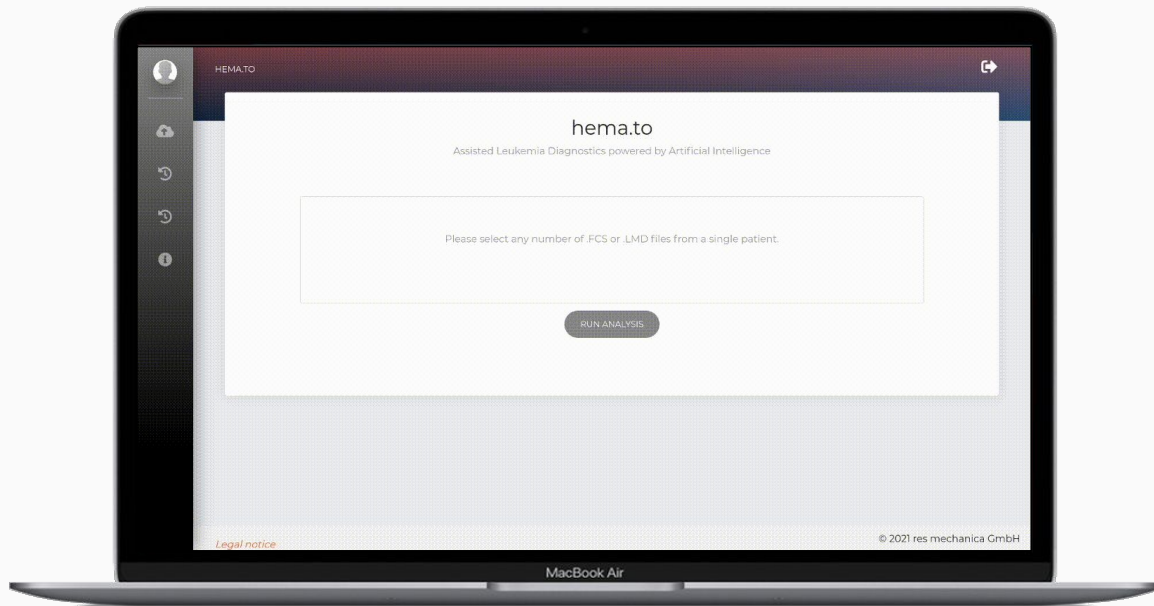 HEMA.TO
hema.to
Assisted Leukemia Diagnostics powered by Artificial Intelligence
Please select any number of .FCS or .LMD files from a single patient.
RUN ANALYSIS
Legal notice
© 2021 res mechanica GmbH
MacBook Air